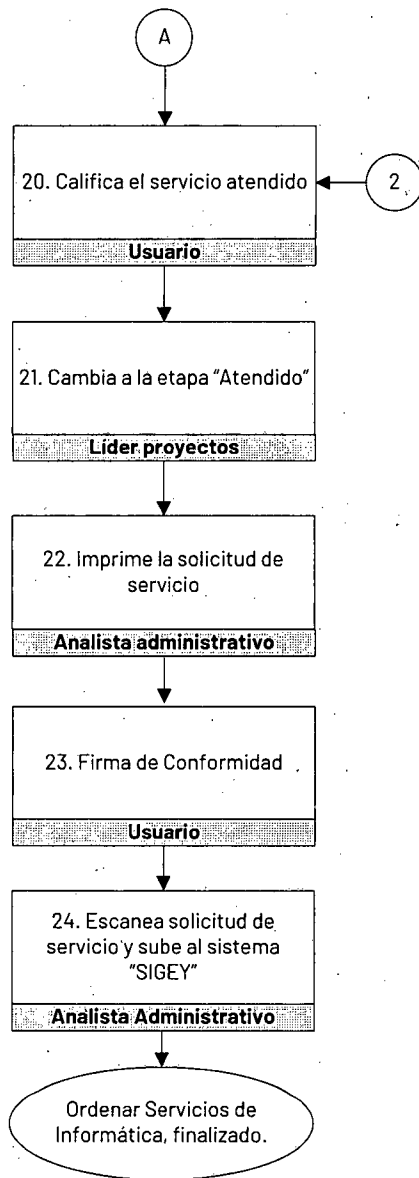 A
20. Califica el servicio atendido
2
Usuario
21. Cambia a la etapa "Atendido"
Líder proyectos
22. Imprime la solicitud de
servicio
Analista administrativo
23. Firma de Conformidad
Usuario
24. Escanea solicitud de
servicio y sube al sistema
"SIGEY"
Analista Administrativo
Ordenar Servicios de
Informática, finalizado.